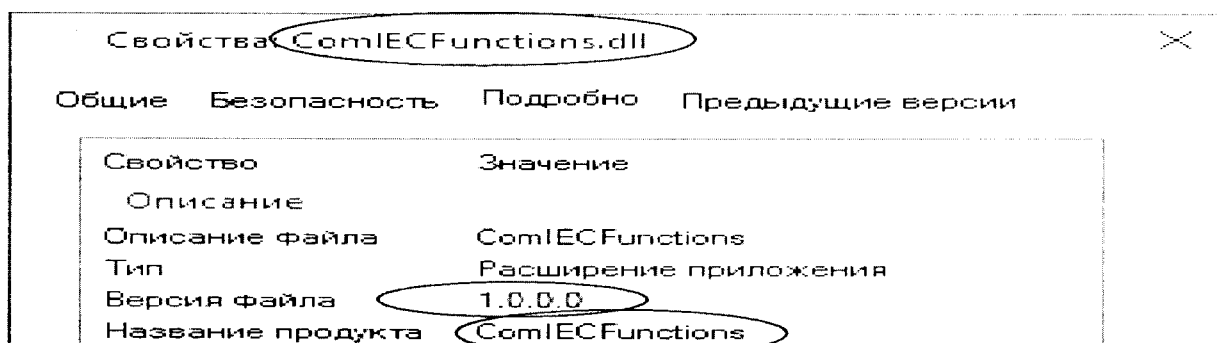 Свойства: ComIECFunctions.dll
Общие Безопасность Подробно Предыдущие версии
Свойство Значение
Описание
Описание файла ComIECFunctions
Тип Расширение приложения
Версия файла 1.0.0.0
Название продукта ComIECFunctions